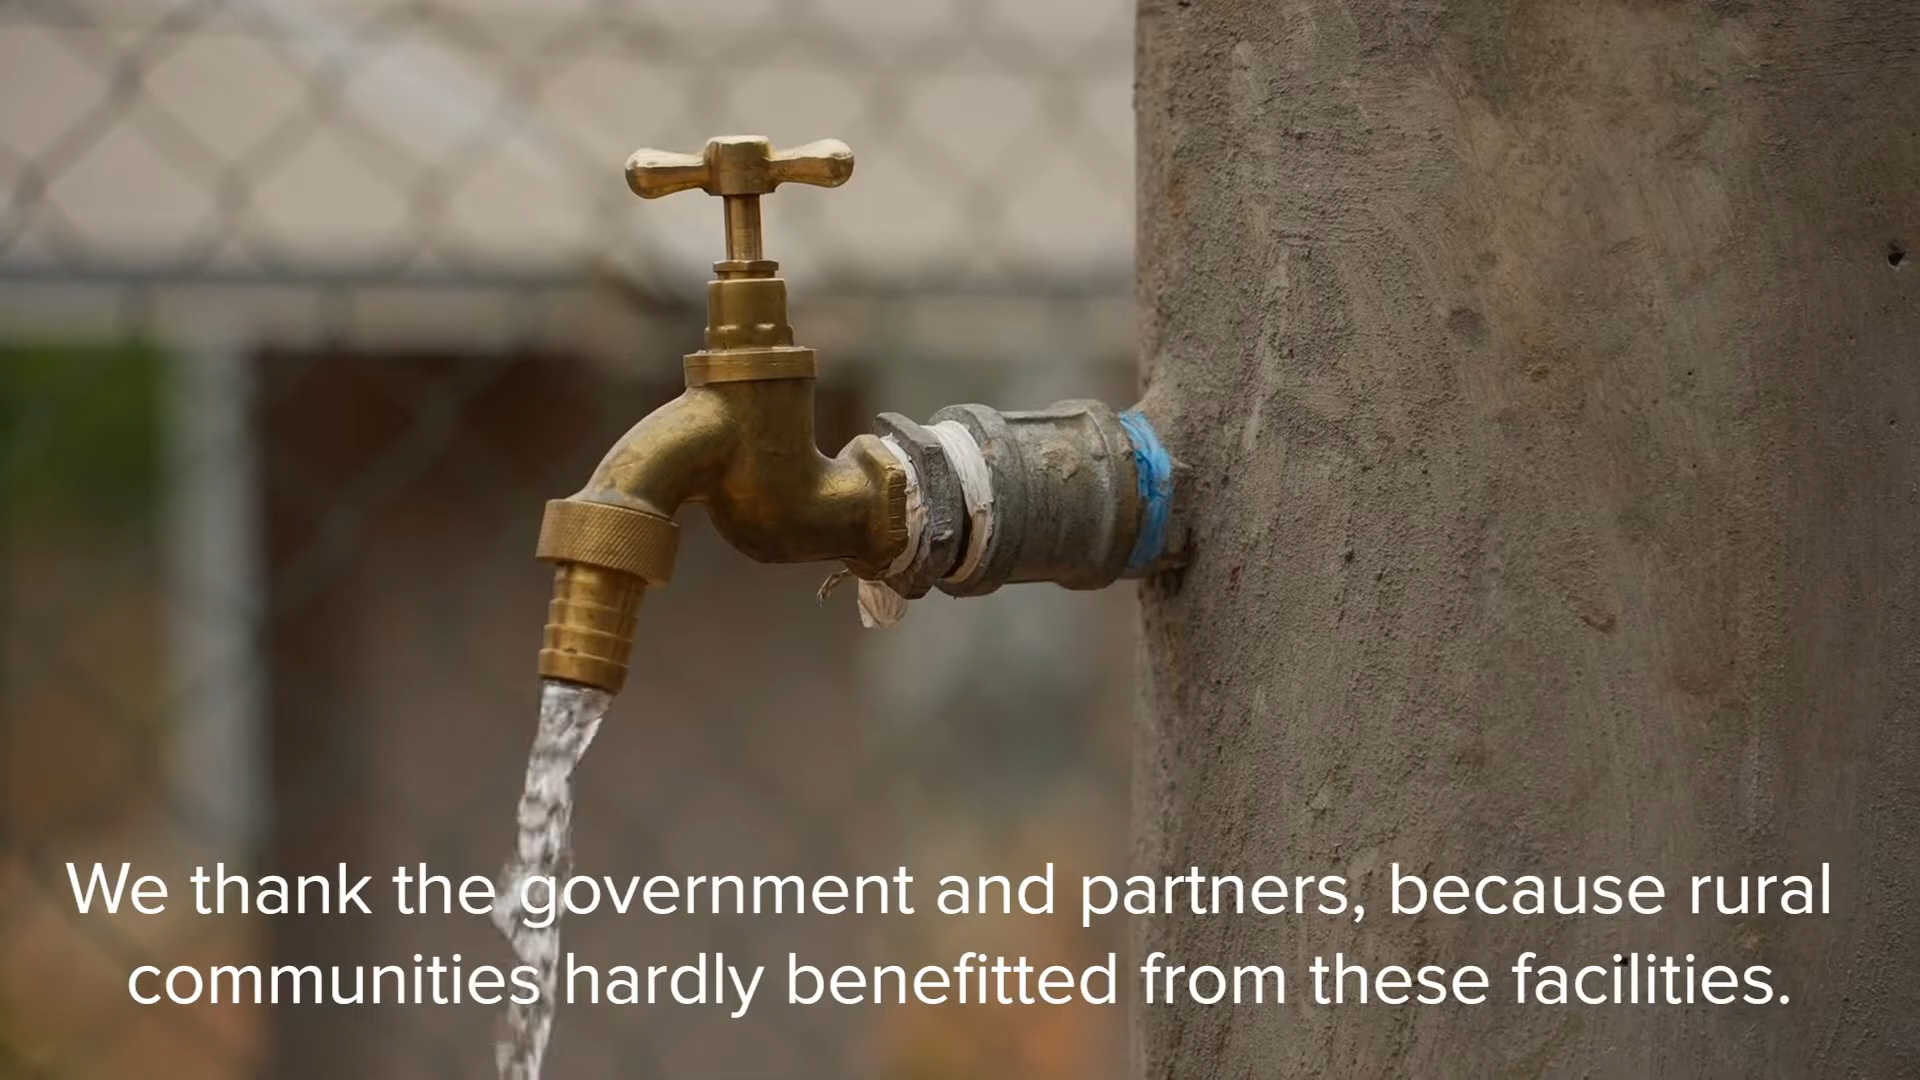 We thank the government and partners, because rural
communities hardly benefitted from these facilities.